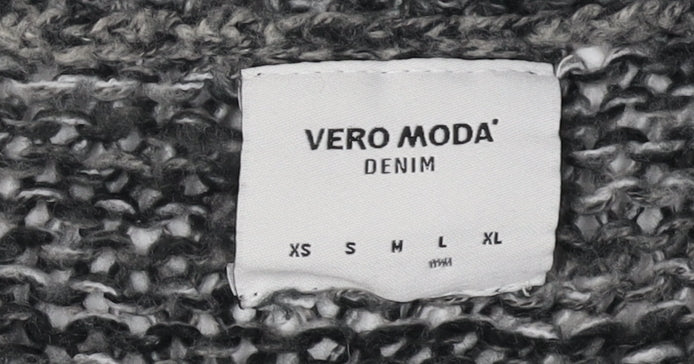 VERO MODA
DENIM
XS S M L XL